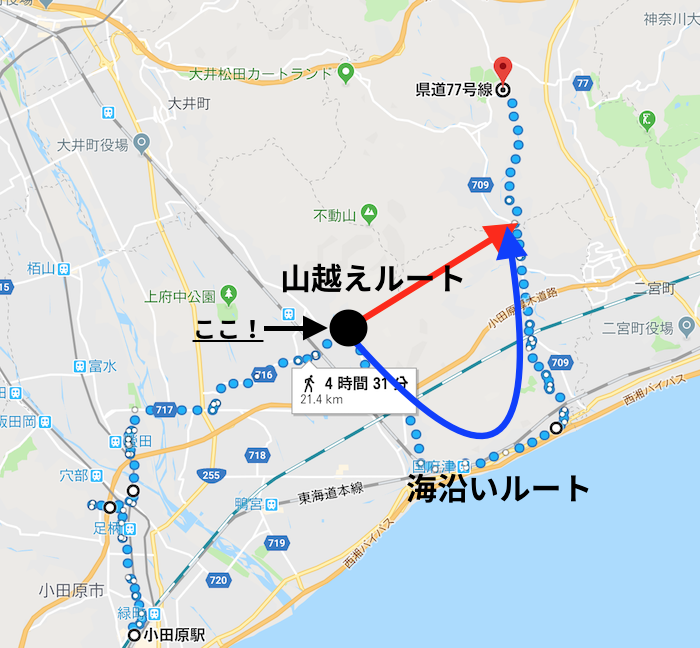 神奈川大
大井松田カートランド
77
県道77号線
大井町
大井町役場
709
不動山
栢山
15
上府中公園
山越えルート
小田原厚木道路
二宮町
ここ！
二宮町役場
富水
716
4 時間 31 分
21.4 km
709
西湘バイパス
717
飯田岡
螢田
718
255
国府津
穴部
鴨宮
東海道本線
海沿いルート
足柄
719
西湘バイパス
小田原市
720
緑町
小田原駅